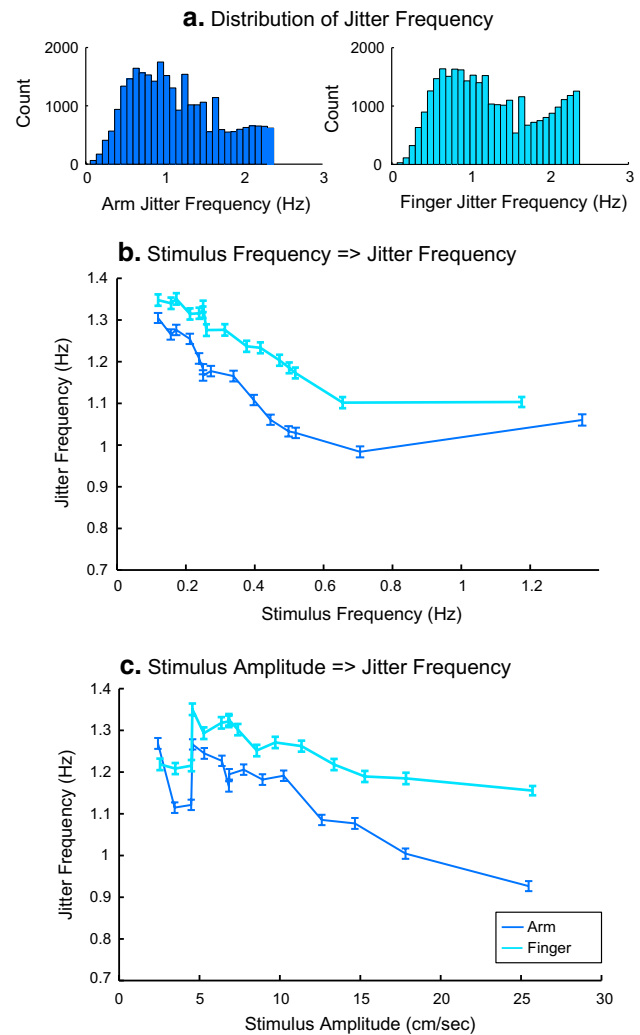 a. Distribution of Jitter Frequency
2000
1000
0
Count
0 1 2 3
Arm Jitter Frequency (Hz)
2000
1000
0
Count
0 1 2 3
Finger Jitter Frequency (Hz)
b. Stimulus Frequency => Jitter Frequency
1.4
1.3
1.2
1.1
1
0.9
0.8
0.7
Jitter Frequency (Hz)
0 0.2 0.4 0.6 0.8 1 1.2
Stimulus Frequency (Hz)
c. Stimulus Amplitude => Jitter Frequency
1.4
1.3
1.2
1.1
1
0.9
0.8
0.7
Jitter Frequency (Hz)
Arm
Finger
0 5 10 15 20 25 30
Stimulus Amplitude (cm/sec)